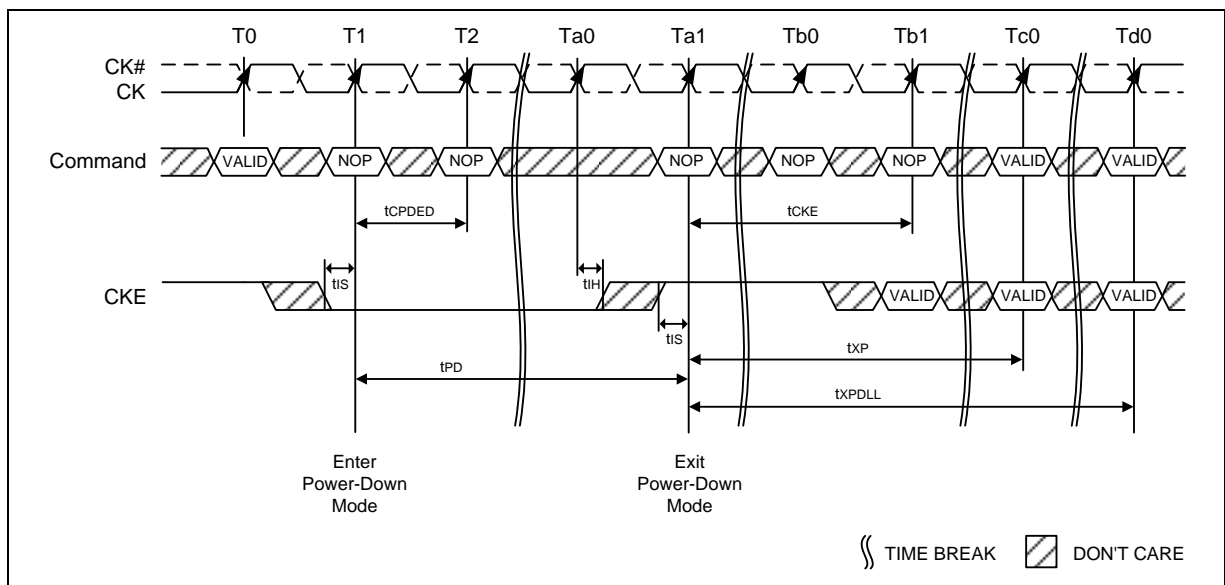 T0 T1 T2 Ta0 Ta1 Tb0 Tb1 Tc0 Td0
CK#
CK
Command VALID NOP NOP NOP NOP NOP VALID VALID
tCPDED tCKE
tIS tIH
CKE VALID VALID VALID
tIS
tXP
tPD
tXPDLL
Enter
Power-Down
Mode
Exit
Power-Down
Mode
TIME BREAK DON'T CARE